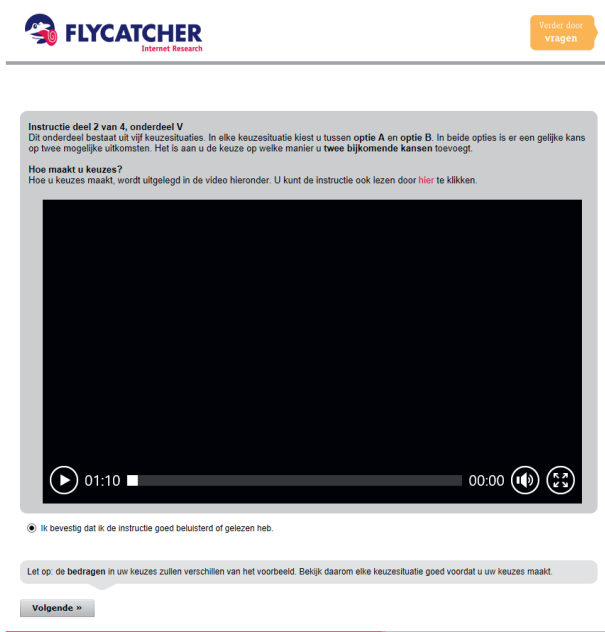 FLYCATCHER
Internet Research
Verder door
vragen
Instructie deel 2 van 4, onderdeel V
Dit onderdeel bestaat uit vijf keuzesituaties. In elke keuzesituatie kiest u tussen optie A en optie B. In beide opties is er een gelijke kans
op twee mogelijke uitkomsten. Het is aan u de keuze op welke manier u twee bijkomende kansen toevoegt.
Hoe maakt u keuzes?
Hoe u keuzes maakt, wordt uitgelegd in de video hieronder. U kunt de instructie ook lezen door hier te klikken.
01:10 00:00
Ik bevestig dat ik de instructie goed beluisterd of gelezen heb.
Let op: de bedragen in uw keuzes zullen verschillen van het voorbeeld. Bekijk daarom elke keuzesituatie goed voordat u uw keuzes maakt.
Volgende »